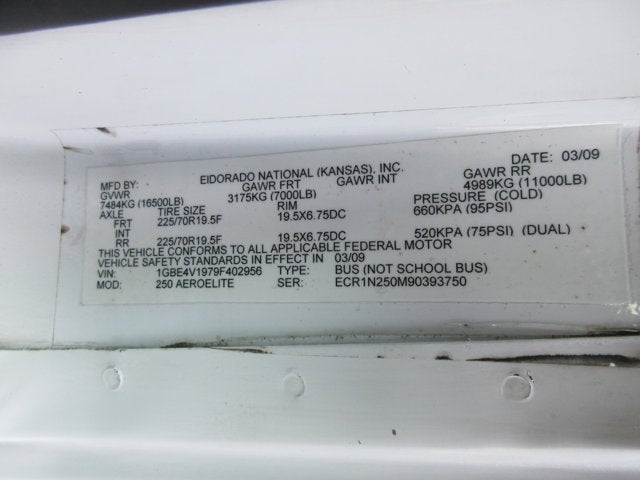 DATE: 03/09
MFD BY: EIDORADO NATIONAL (KANSAS), INC.
GVWR GAWR FRT GAWR INT GAWR RR
7484KG (16500LB) 3175KG (7000LB) 4989KG (11000LB)
AXLE TIRE SIZE RIM PRESSURE (COLD)
FRT 225/70R19.5F 19.5X6.75DC 660KPA (95PSI)
INT
RR 225/70R19.5F 19.5X6.75DC 520KPA (75PSI) (DUAL)
THIS VEHICLE CONFORMS TO ALL APPLICABLE FEDERAL MOTOR
VEHICLE SAFETY STANDARDS IN EFFECT IN 03/09
VIN: 1GBE4V1979F402956 TYPE: BUS (NOT SCHOOL BUS)
MOD: 250 AEROELITE SER: ECR1N250M90393750